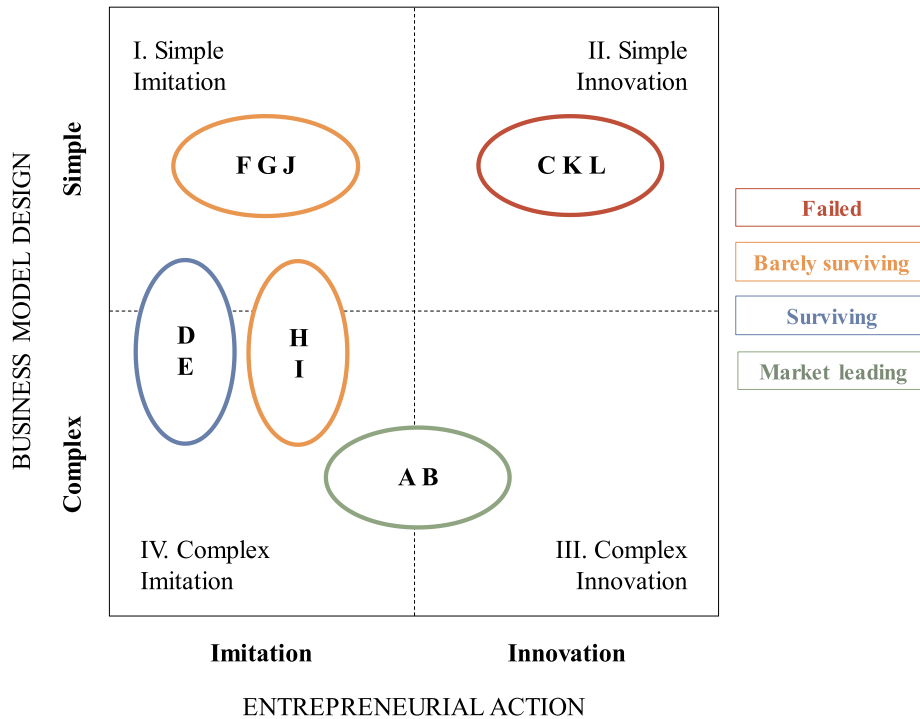 I. Simple
Imitation
II. Simple
Innovation
F G J
C K L
D
E
H
I
A B
IV. Complex
Imitation
III. Complex
Innovation
BUSINESS MODEL DESIGN
Simple
Complex
Imitation
Innovation
ENTREPRENEURIAL ACTION
Failed
Barely surviving
Surviving
Market leading